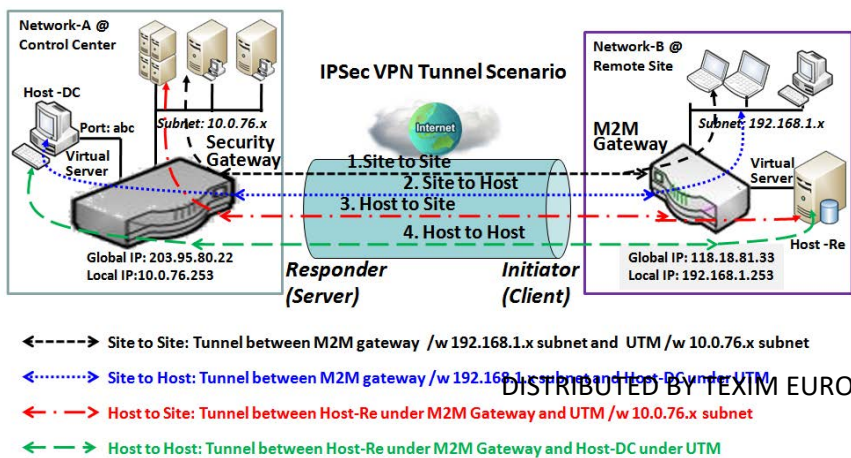 Network-A @
Control Center
Host -DC
Port: abc
Subnet: 10.0.76.x
Virtual
Server
Security
Gateway
Global IP: 203.95.80.22
Local IP:10.0.76.253
IPSec VPN Tunnel Scenario
Internet
1.Site to Site
2. Site to Host
3. Host to Site
4. Host to Host
Responder
(Server)
Initiator
(Client)
Network-B @
Remote Site
Subnet: 192.168.1.x
M2M
Gateway
Virtual
Server
Host -Re
Global IP: 118.18.81.33
Local IP: 192.168.1.253
Site to Site: Tunnel between M2M gateway /w 192.168.1.x subnet and UTM /w 10.0.76.x subnet
Site to Host: Tunnel between M2M gateway /w 192.168.1.x subnet and Host-DC under UTM
DISTRIBUTED BY TEXIM EURO
Host to Site: Tunnel between Host-Re under M2M Gateway and UTM /w 10.0.76.x subnet
Host to Host: Tunnel between Host-Re under M2M Gateway and Host-DC under UTM